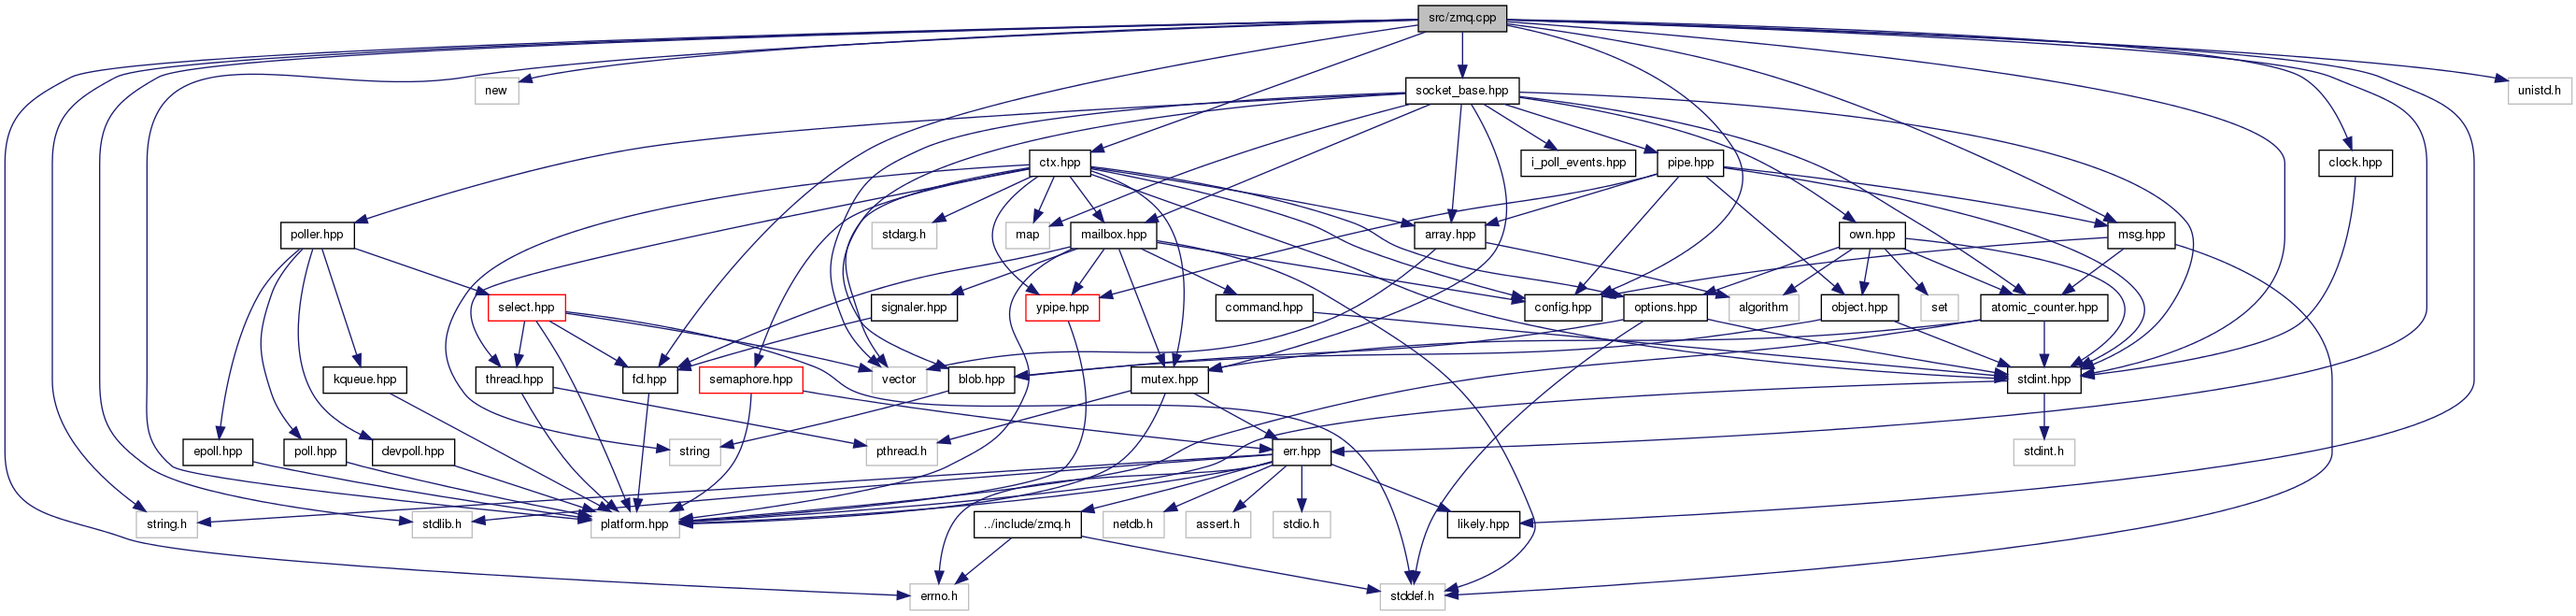 src/zmq.cpp
new
socket_base.hpp
unistd.h
ctx.hpp
i_poll_events.hpp
pipe.hpp
clock.hpp
poller.hpp
stdarg.h
map
mailbox.hpp
array.hpp
own.hpp
msg.hpp
select.hpp
signaler.hpp
ypipe.hpp
command.hpp
config.hpp
options.hpp
algorithm
object.hpp
set
atomic_counter.hpp
kqueue.hpp
thread.hpp
fd.hpp
semaphore.hpp
vector
blob.hpp
mutex.hpp
stdint.hpp
epoll.hpp
poll.hpp
devpoll.hpp
string
pthread.h
err.hpp
stdint.h
string.h
stdlib.h
platform.hpp
../include/zmq.h
netdb.h
assert.h
stdio.h
likely.hpp
errno.h
stddef.h